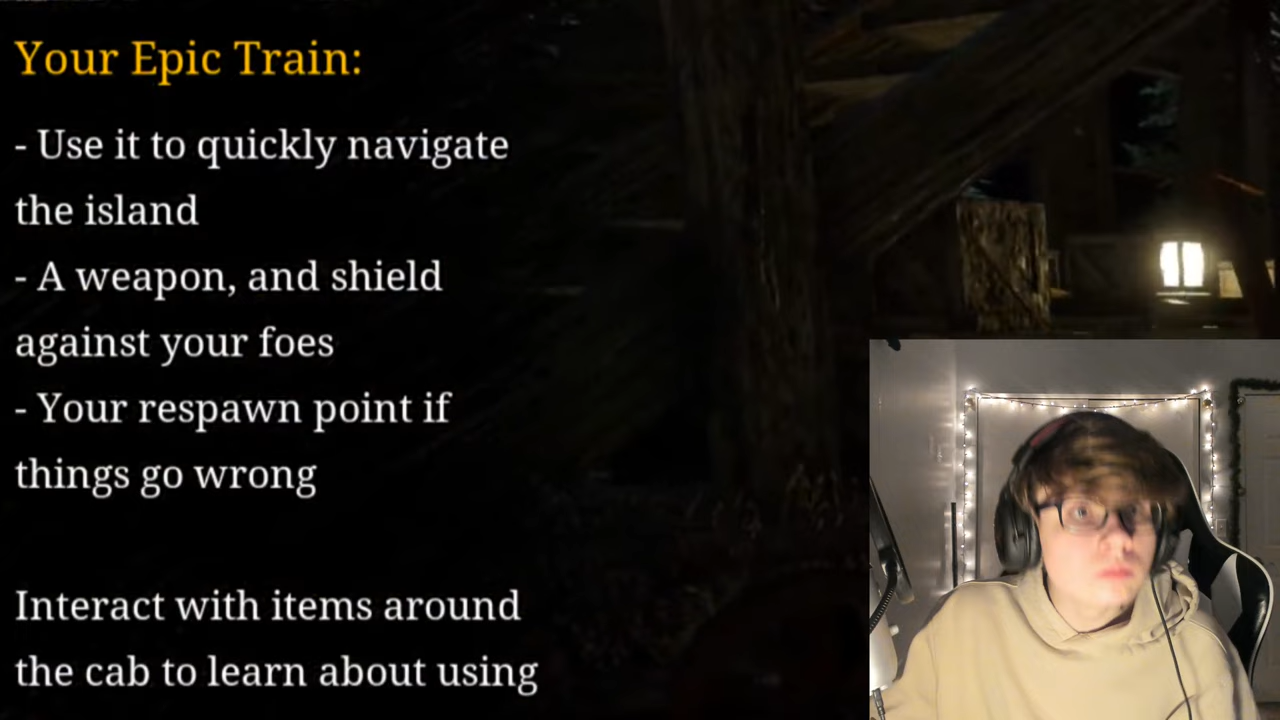 Your Epic Train:
- Use it to quickly navigate
the island
- A weapon, and shield
against your foes
- Your respawn point if
things go wrong
Interact with items around
the cab to learn about using